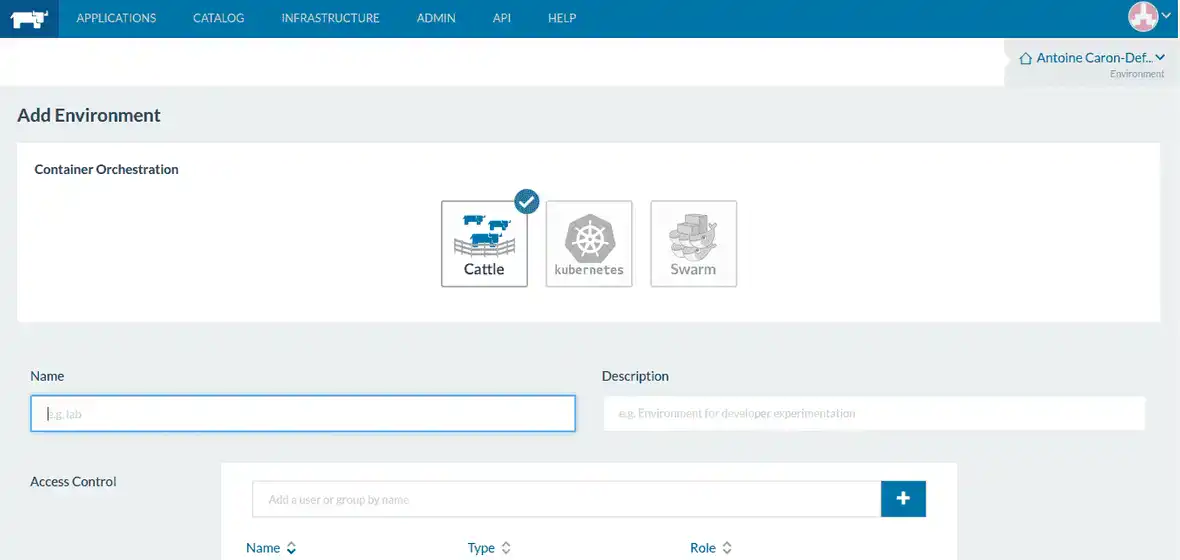 APPLICATIONS CATALOG INFRASTRUCTURE ADMIN API HELP
Antoine Caron-Def...
Environment
Add Environment
Container Orchestration
Cattle kubernetes Swarm
Name Description
e.g. lab e.g. Environment for developer experimentation
Access Control
Add a user or group by name
Name Type Role